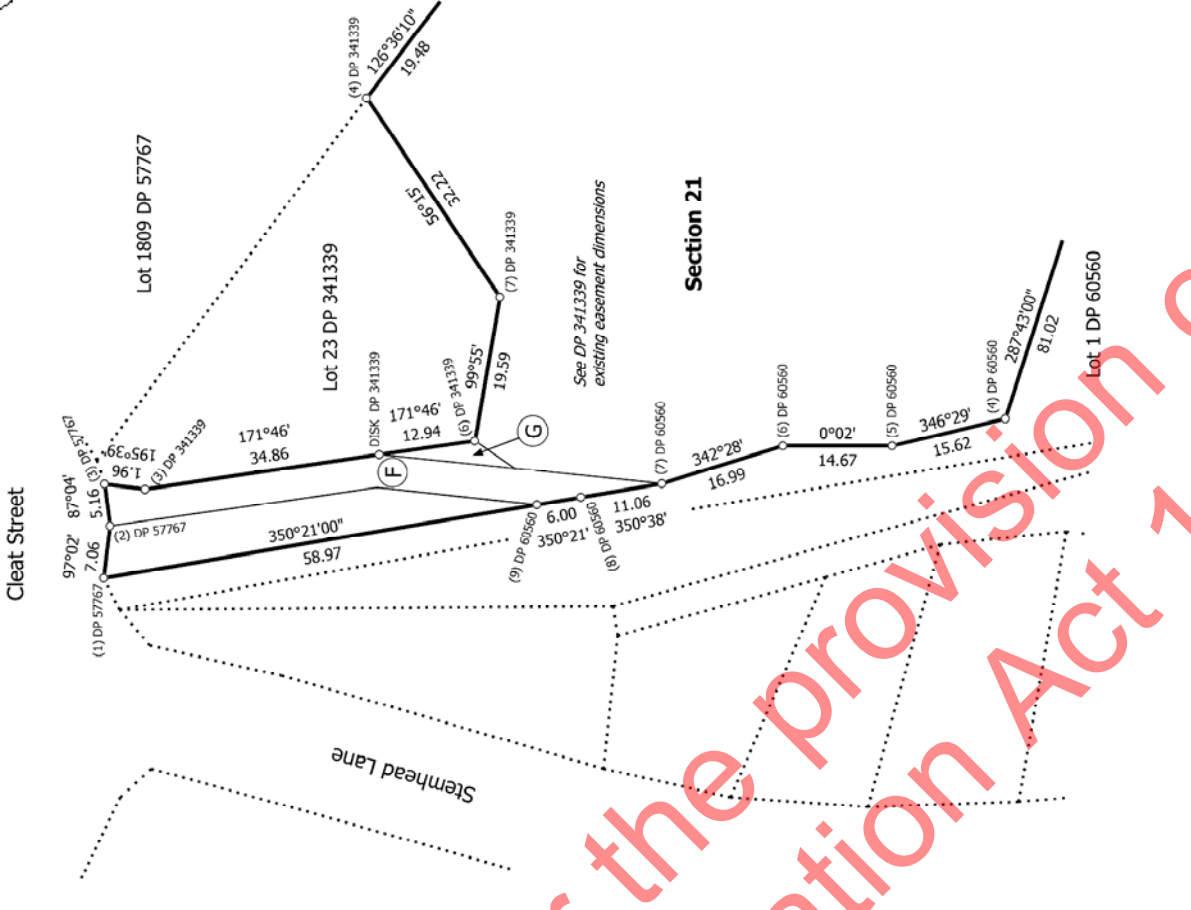 Cleat Street
Lot 1809 DP 57767
(4) DP 341339
126°36'10"
19.48
97°02'
7.06
87°04'
5.16
(3) DP 57767
195°39'
1.96
(3) DP 341339
(2) DP 57767
(1) DP 57767
171°46'
34.86
Lot 23 DP 341339
DISK DP 341339
F
171°46'
12.94
(6) DP 341339
99°55'
19.59
G
56°15'
32.22
(7) DP 341339
See DP 341339 for
existing easement dimensions
Section 21
350°21'00"
58.97
(9) DP 60560
6.00
350°21'
(8) DP 60560
11.06
350°38'
(7) DP 60560
342°28'
16.99
(6) DP 60560
0°02'
14.67
(5) DP 60560
346°29'
15.62
(4) DP 60560
287°43'00"
81.02
Lot 1 DP 60560
Stemhead Lane
the provision
ation Act 1